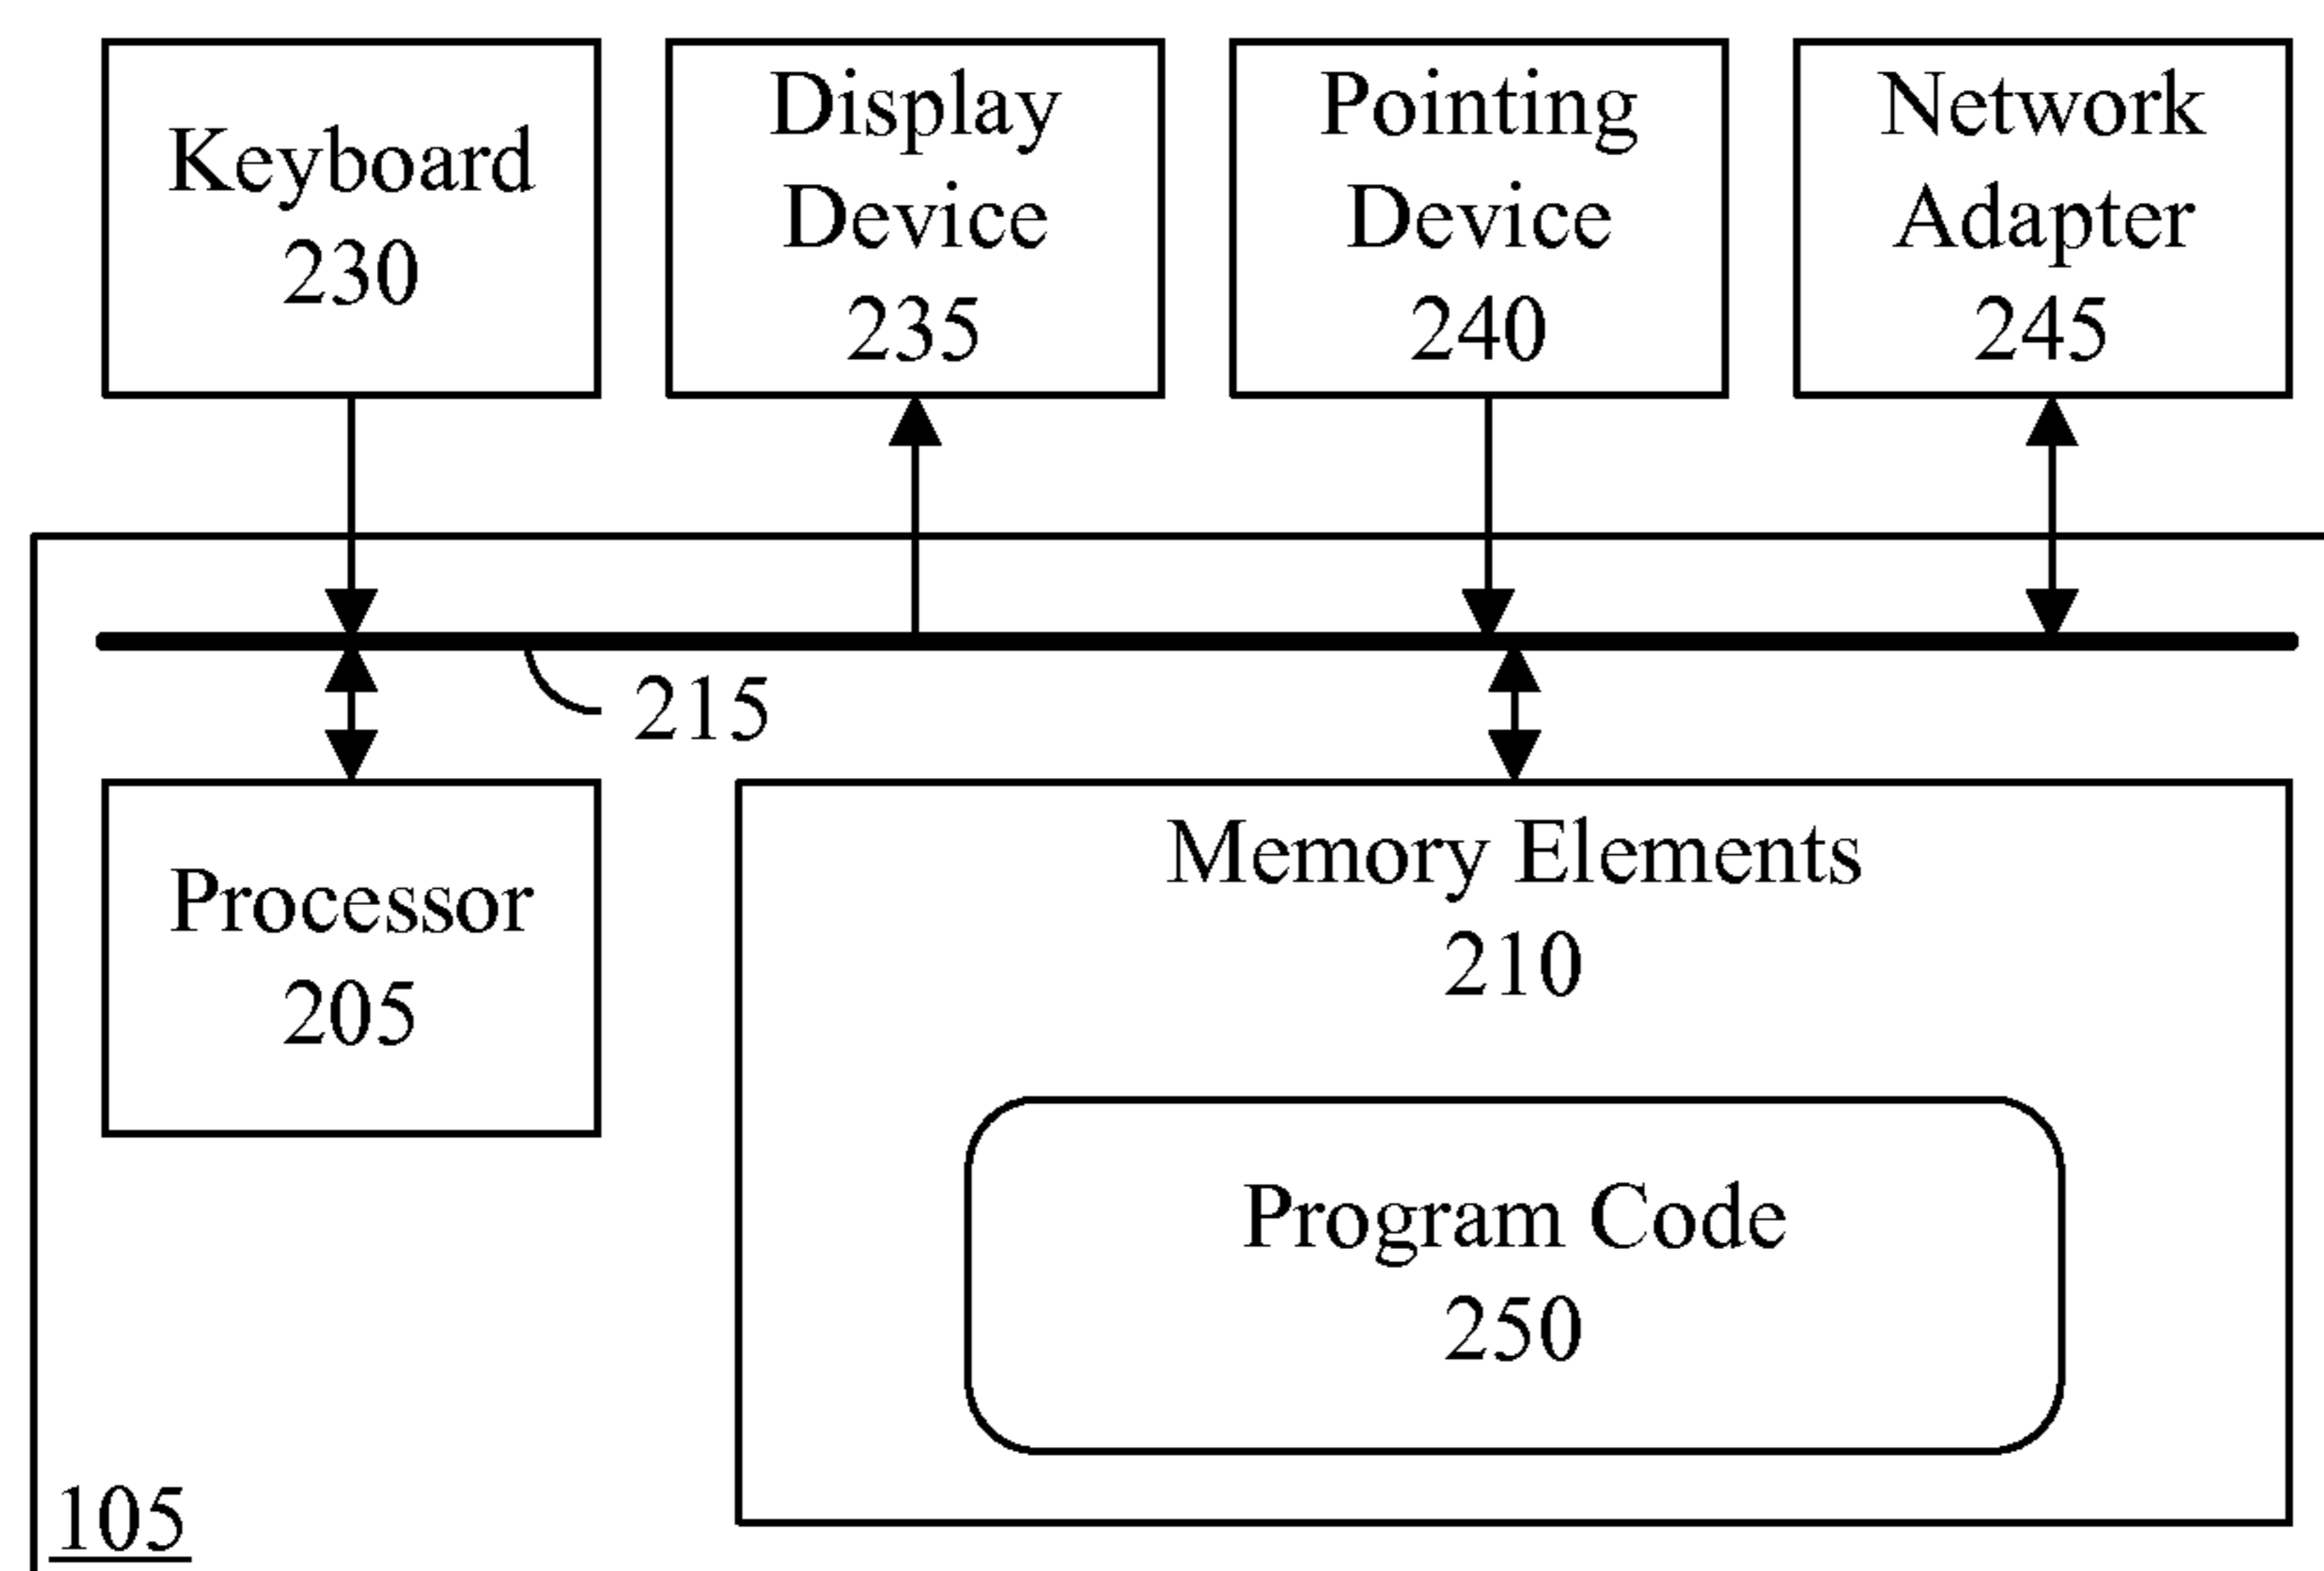 Keyboard
230
Display
Device
235
Pointing
Device
240
Network
Adapter
245
215
Processor
205
Memory Elements
210
Program Code
250
105